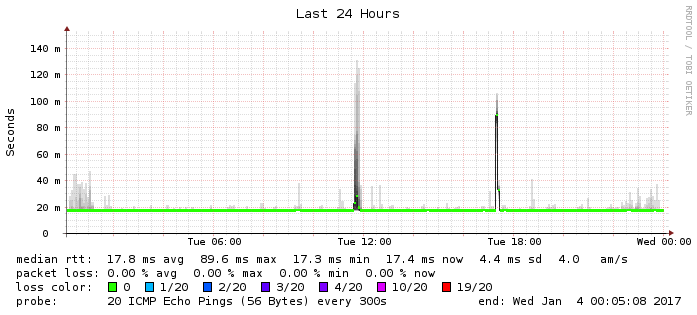 Last 24 Hours
RRDTOOL / TOBI OETIKER
Seconds
140 m
120 m
100 m
80 m
60 m
40 m
20 m
0
Tue 06:00 Tue 12:00 Tue 18:00 Wed 00:00
median rtt: 17.8 ms avg 89.6 ms max 17.3 ms min 17.4 ms now 4.4 ms sd 4.0 am/s
packet loss: 0.00 % avg 0.00 % max 0.00 % min 0.00 % now
loss color: 0 1/20 2/20 3/20 4/20 10/20 19/20
probe: 20 ICMP Echo Pings (56 Bytes) every 300s end: Wed Jan 4 00:05:08 2017